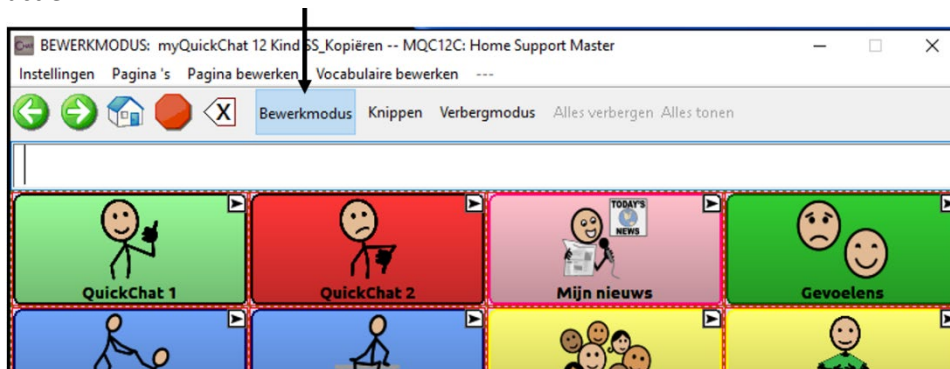 BEWERKMODUS: myQuickChat 12 Kind SS_Kopiëren -- MQC12C: Home Support Master
Instellingen Pagina 's Pagina bewerken Vocabulaire bewerken ---
X Bewerkmodus Knippen Verbergmodus Alles verbergen Alles tonen
TODAY'S
NEWS
QuickChat 1 QuickChat 2 Mijn nieuws Gevoelens